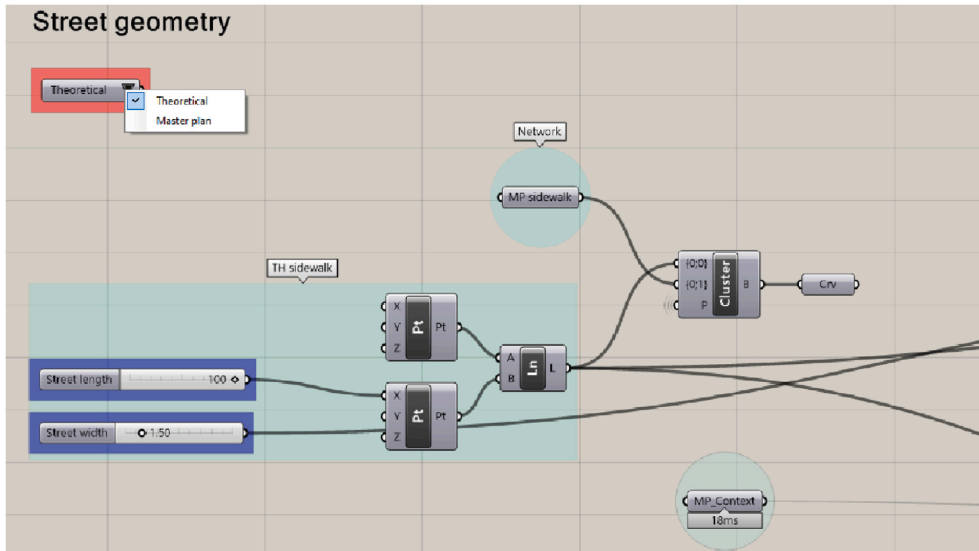 Street geometry
Theoretical
Theoretical
Master plan
Network
MP sidewalk
TH sidewalk
{0;0}
{0;1}
P
Cluster
B
Crv
X
Y
Z
Pt
Pt
A
B
Ln
L
Street length
100
X
Y
Z
Pt
Pt
Street width
1.50
MP_Context
18ms